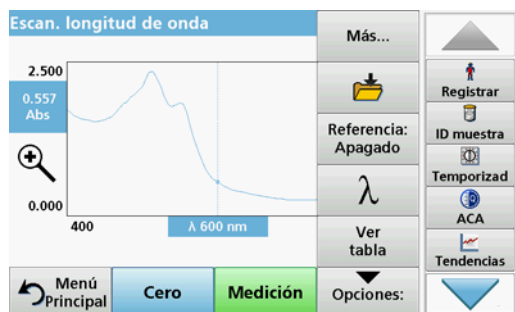 Escan. longitud de onda
2.500
0.557
Abs
0.000
400
λ 600 nm
Menú
Principal
Cero
Medición
Más...
Referencia:
Apagado
λ
Ver
tabla
Opciones:
Registrar
ID muestra
Temporizad
ACA
Tendencias